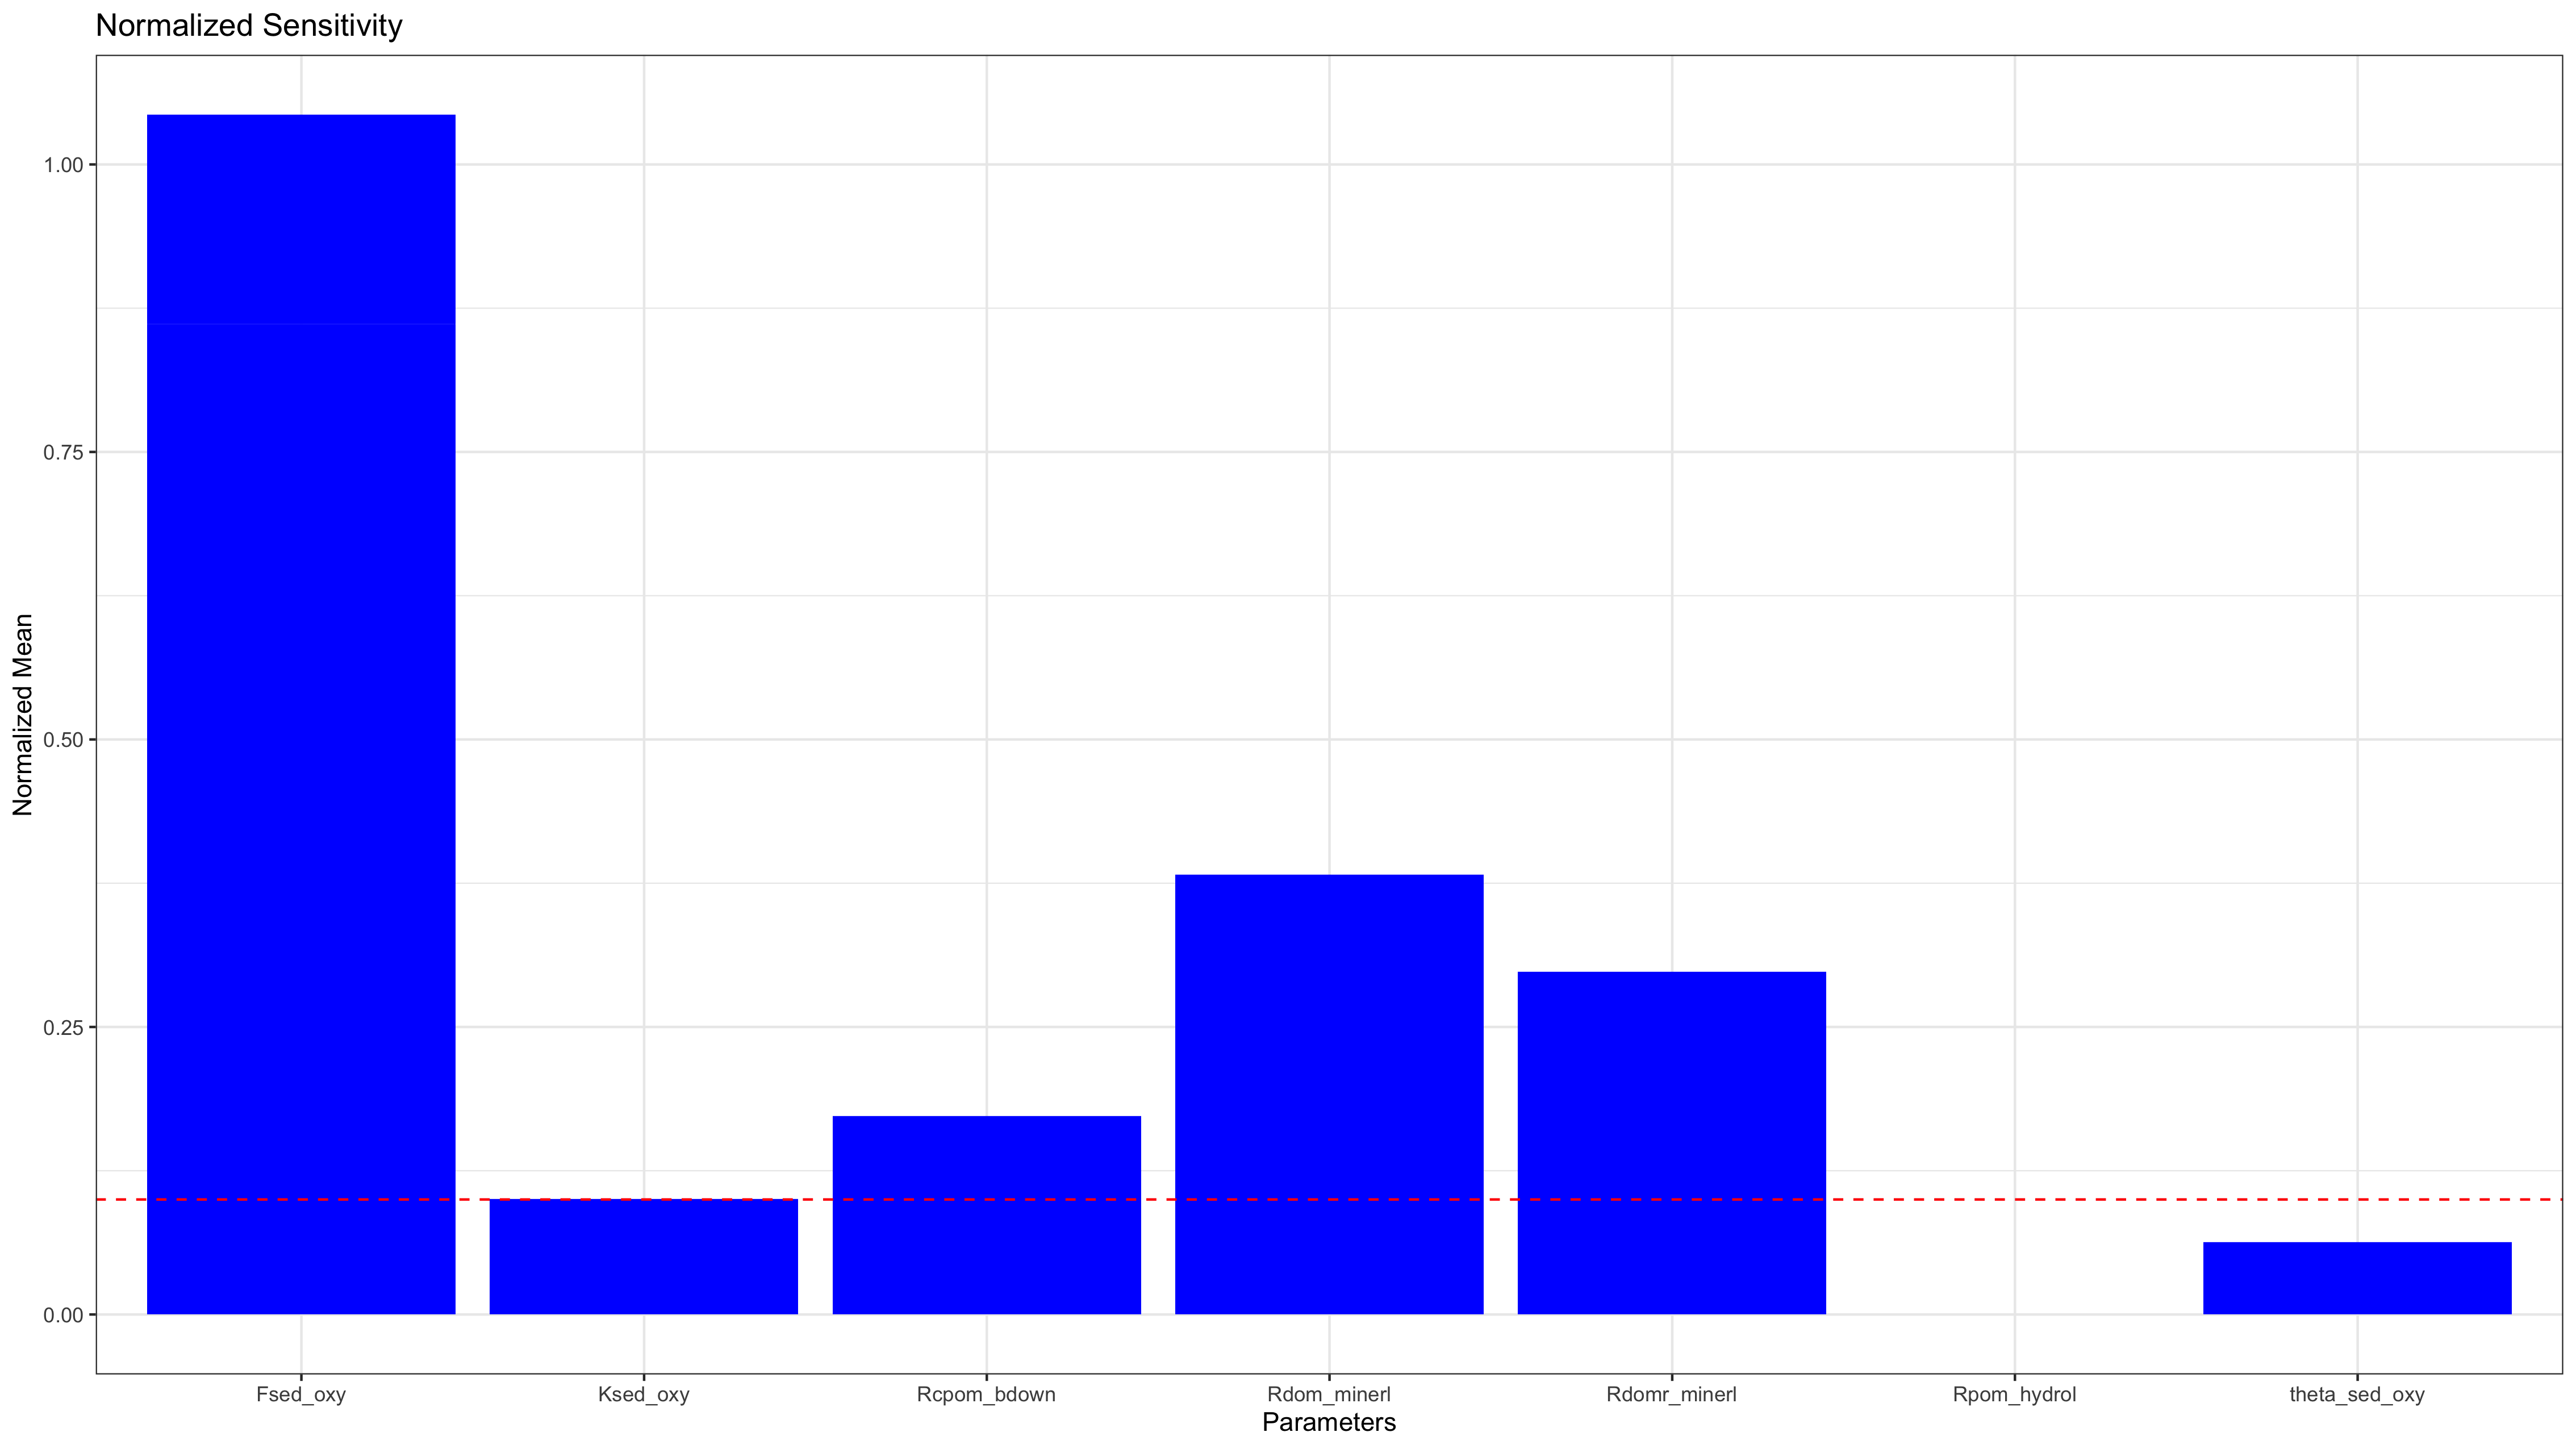 Normalized Sensitivity
Normalized Mean
1.00
0.75
0.50
0.25
0.00
Fsed_oxy Ksed_oxy Rcpom_bdown Rdom_minerl Rdomr_minerl Rpom_hydrol theta_sed_oxy
Parameters